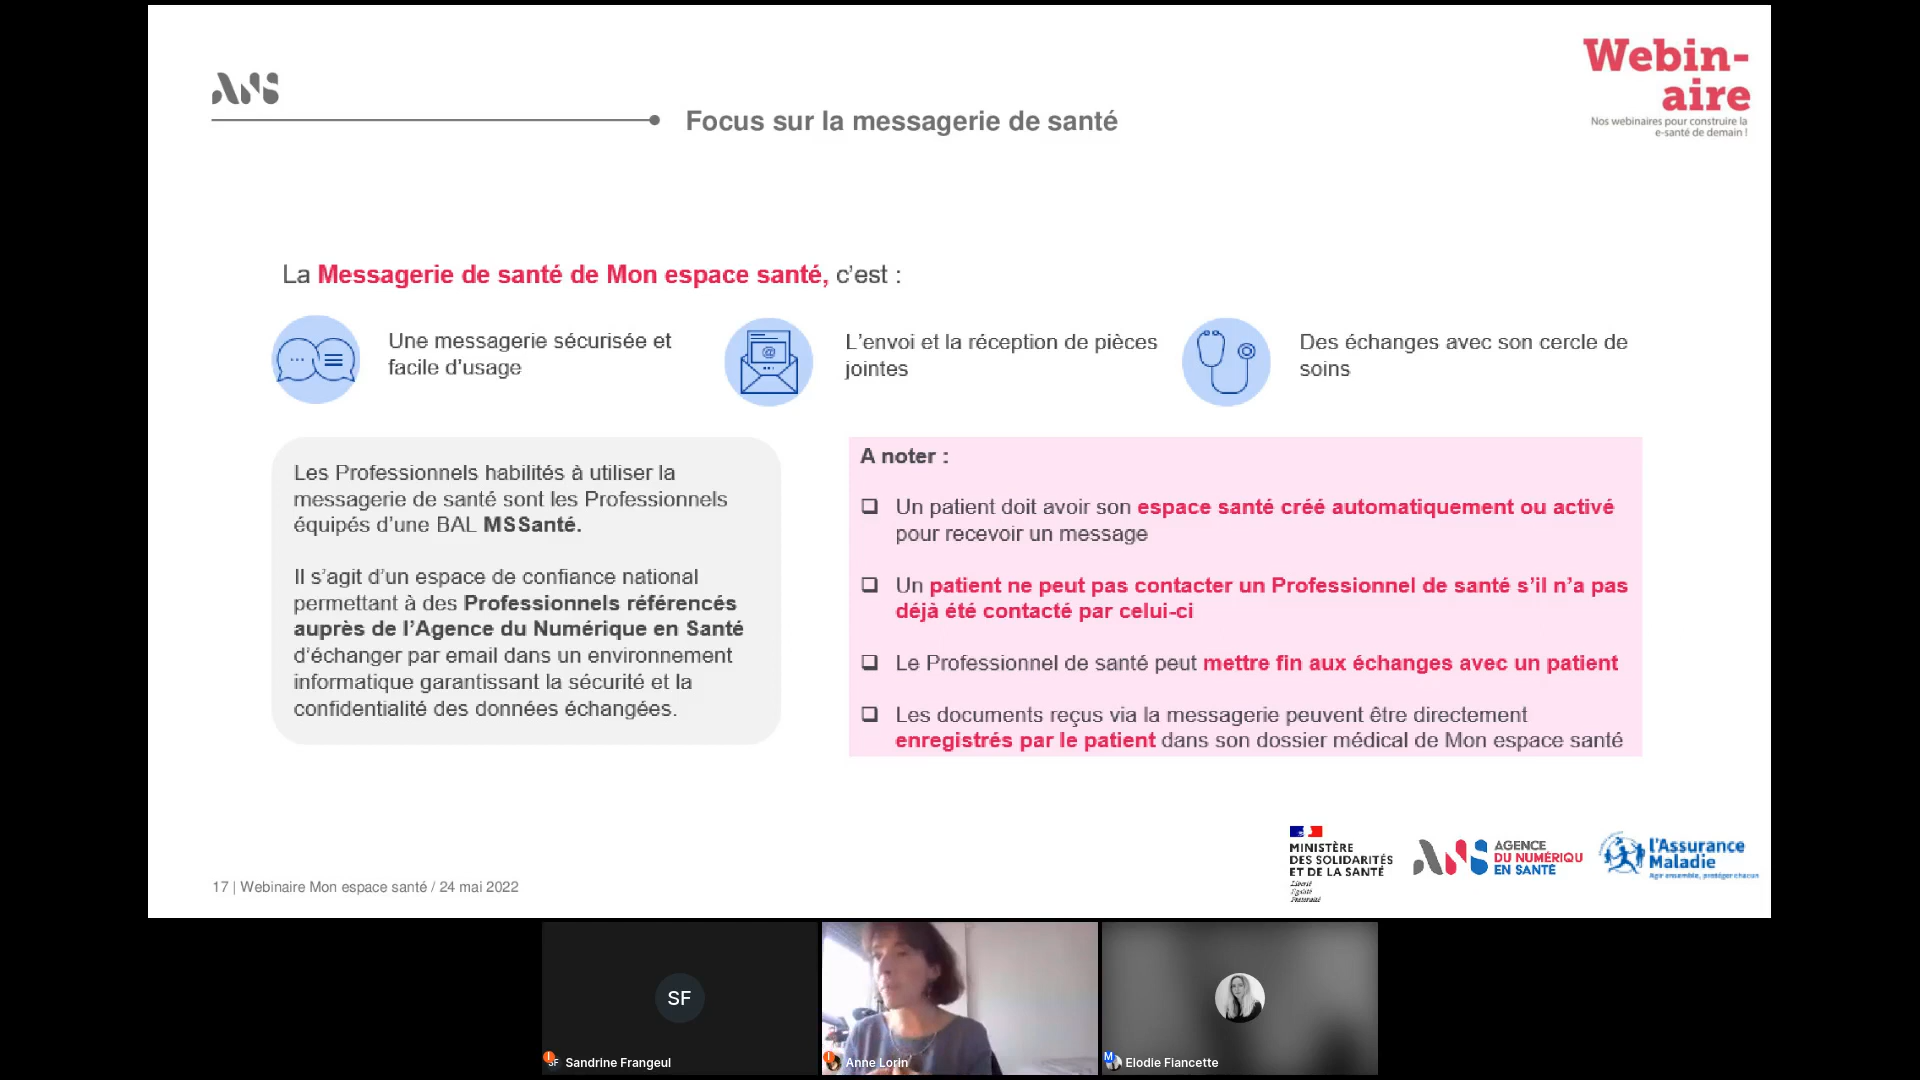 ANS
Focus sur la messagerie de santé
Webin-
aire
Nos webinaires pour construire la
e-santé de demain !
La Messagerie de santé de Mon espace santé, c’est :
Une messagerie sécurisée et
facile d’usage
L’envoi et la réception de pièces
jointes
Des échanges avec son cercle de
soins
Les Professionnels habilités à utiliser la
messagerie de santé sont les Professionnels
équipés d’une BAL MSSanté.
Il s’agit d’un espace de confiance national
permettant à des Professionnels référencés
auprès de l’Agence du Numérique en Santé
d’échanger par email dans un environnement
informatique garantissant la sécurité et la
confidentialité des données échangées.
A noter :
❑ Un patient doit avoir son espace santé créé automatiquement ou activé
pour recevoir un message
❑ Un patient ne peut pas contacter un Professionnel de santé s’il n’a pas
déjà été contacté par celui-ci
❑ Le Professionnel de santé peut mettre fin aux échanges avec un patient
❑ Les documents reçus via la messagerie peuvent être directement
enregistrés par le patient dans son dossier médical de Mon espace santé
17 | Webinaire Mon espace santé / 24 mai 2022
MINISTÈRE
DES SOLIDARITÉS
ET DE LA SANTÉ
Liberté
Égalité
Fraternité
ANS
AGENCE
DU NUMÉRIQU
EN SANTÉ
l’Assurance
Maladie
Agir ensemble, protéger chacun
SF
SF Sandrine Frangeul
Anne Lorin
M Elodie Fiancette